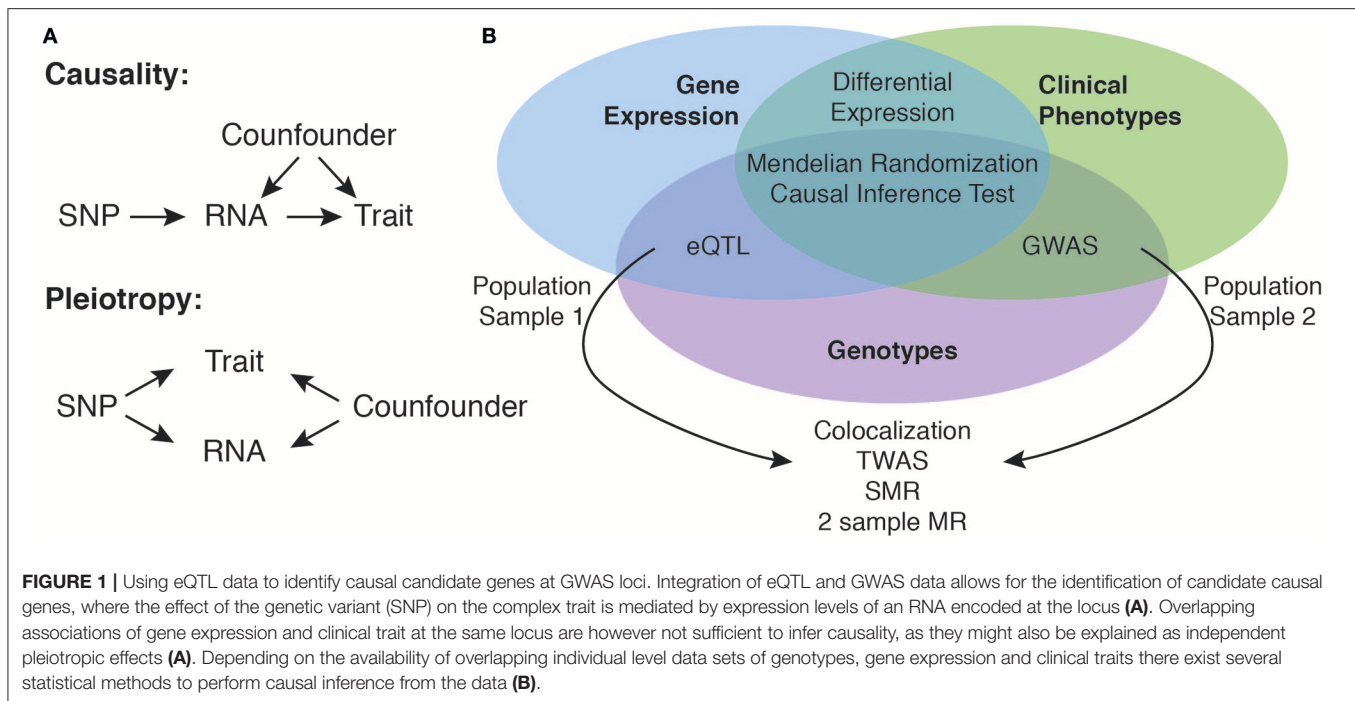 A
Causality:
Counfounder
SNP
RNA
Trait
Pleiotropy:
Trait
SNP
Counfounder
RNA
B
Gene
Expression
Differential
Expression
Clinical
Phenotypes
Mendelian Randomization
Causal Inference Test
eQTL
GWAS
Population
Sample 1
Population
Sample 2
Genotypes
Colocalization
TWAS
SMR
2 sample MR
FIGURE 1 | Using eQTL data to identify causal candidate genes at GWAS loci. Integration of eQTL and GWAS data allows for the identification of candidate causal
genes, where the effect of the genetic variant (SNP) on the complex trait is mediated by expression levels of an RNA encoded at the locus (A). Overlapping
associations of gene expression and clinical trait at the same locus are however not sufficient to infer causality, as they might also be explained as independent
pleiotropic effects (A). Depending on the availability of overlapping individual level data sets of genotypes, gene expression and clinical traits there exist several
statistical methods to perform causal inference from the data (B).